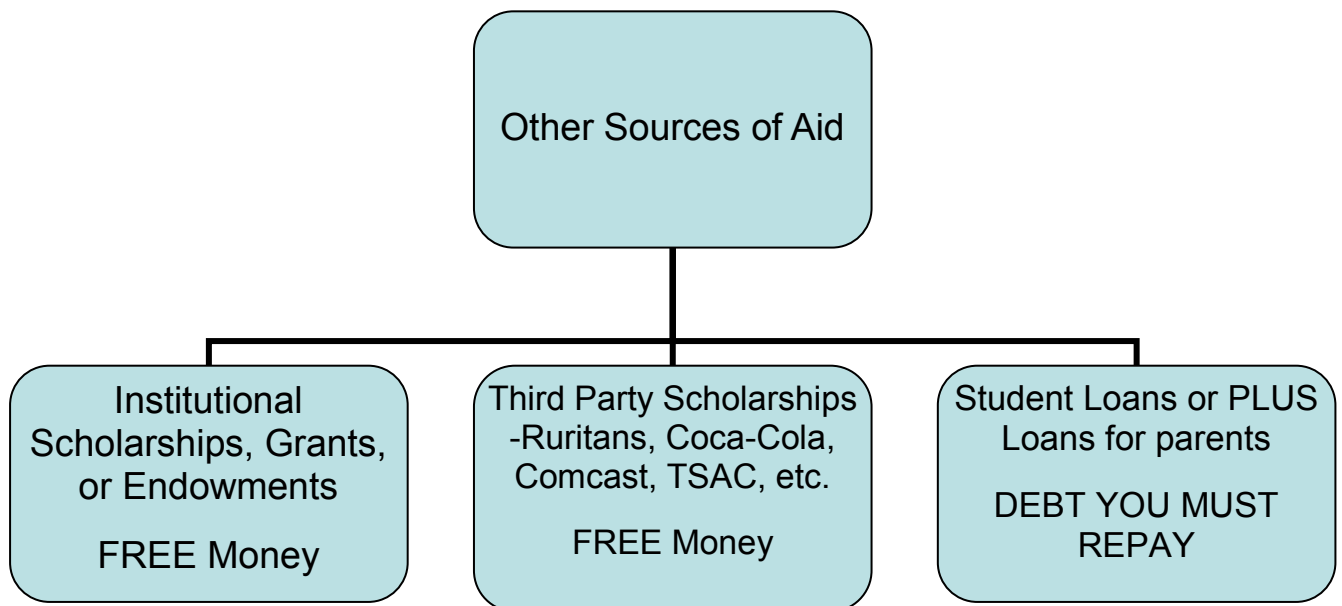 Other Sources of Aid
Institutional
Scholarships, Grants,
or Endowments
FREE Money
Third Party Scholarships
-Ruritans, Coca-Cola,
Comcast, TSAC, etc.
FREE Money
Student Loans or PLUS
Loans for parents
DEBT YOU MUST
REPAY